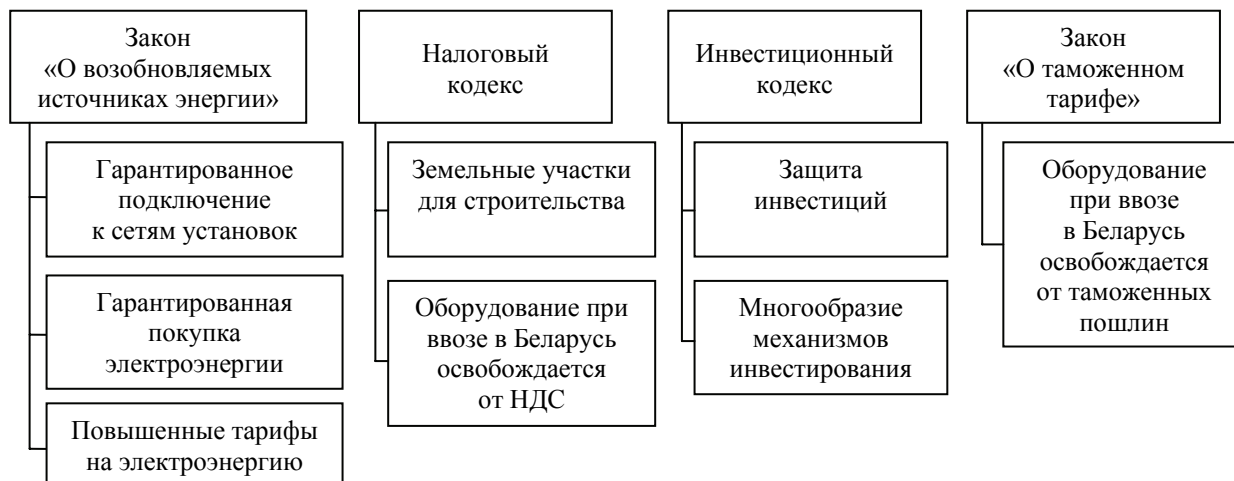 Закон
«О возобновляемых
источниках энергии»
Гарантированное
подключение
к сетям установок
Гарантированная
покупка
электроэнергии
Повышенные тарифы
на электроэнергию
Налоговый
кодекс
Земельные участки
для строительства
Оборудование при
ввозе в Беларусь
освобождается
от НДС
Инвестиционный
кодекс
Защита
инвестиций
Многообразие
механизмов
инвестирования
Закон
«О таможенном
тарифе»
Оборудование
при ввозе
в Беларусь
освобождается
от таможенных
пошлин